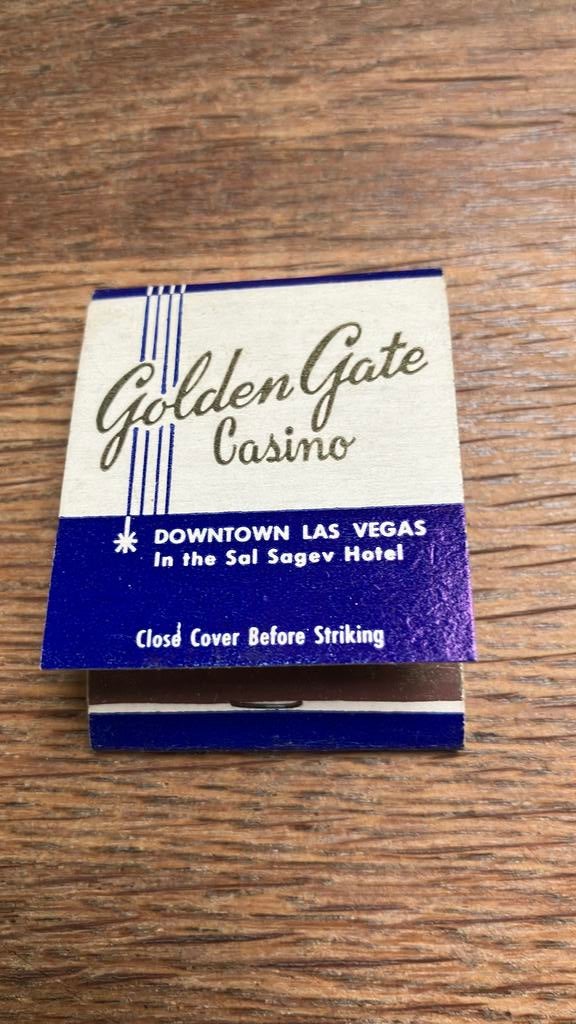 Golden Gate
Casino
DOWNTOWN LAS VEGAS
In the Sal Sagev Hotel
Close Cover Before Striking